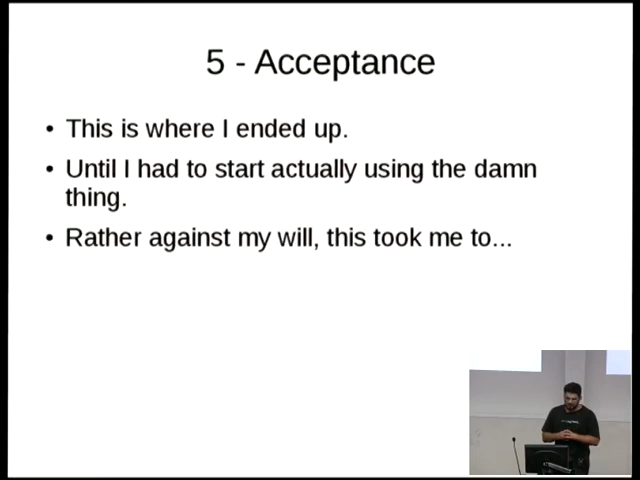 5 - Acceptance
• This is where I ended up.
• Until I had to start actually using the damn
thing.
• Rather against my will, this took me to...